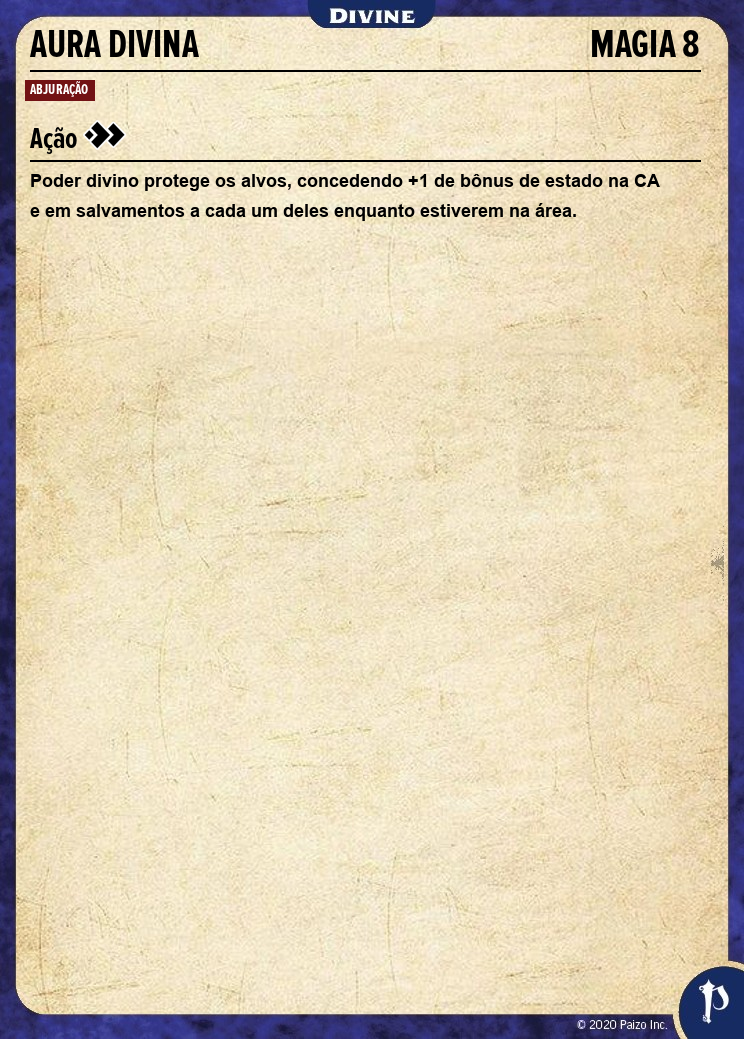 DIVINE
AURA DIVINA MAGIA 8
ABJURAÇÃO
Ação
Poder divino protege os alvos, concedendo +1 de bônus de estado na CA
e em salvamentos a cada um deles enquanto estiverem na área.
© 2020 Paizo Inc.